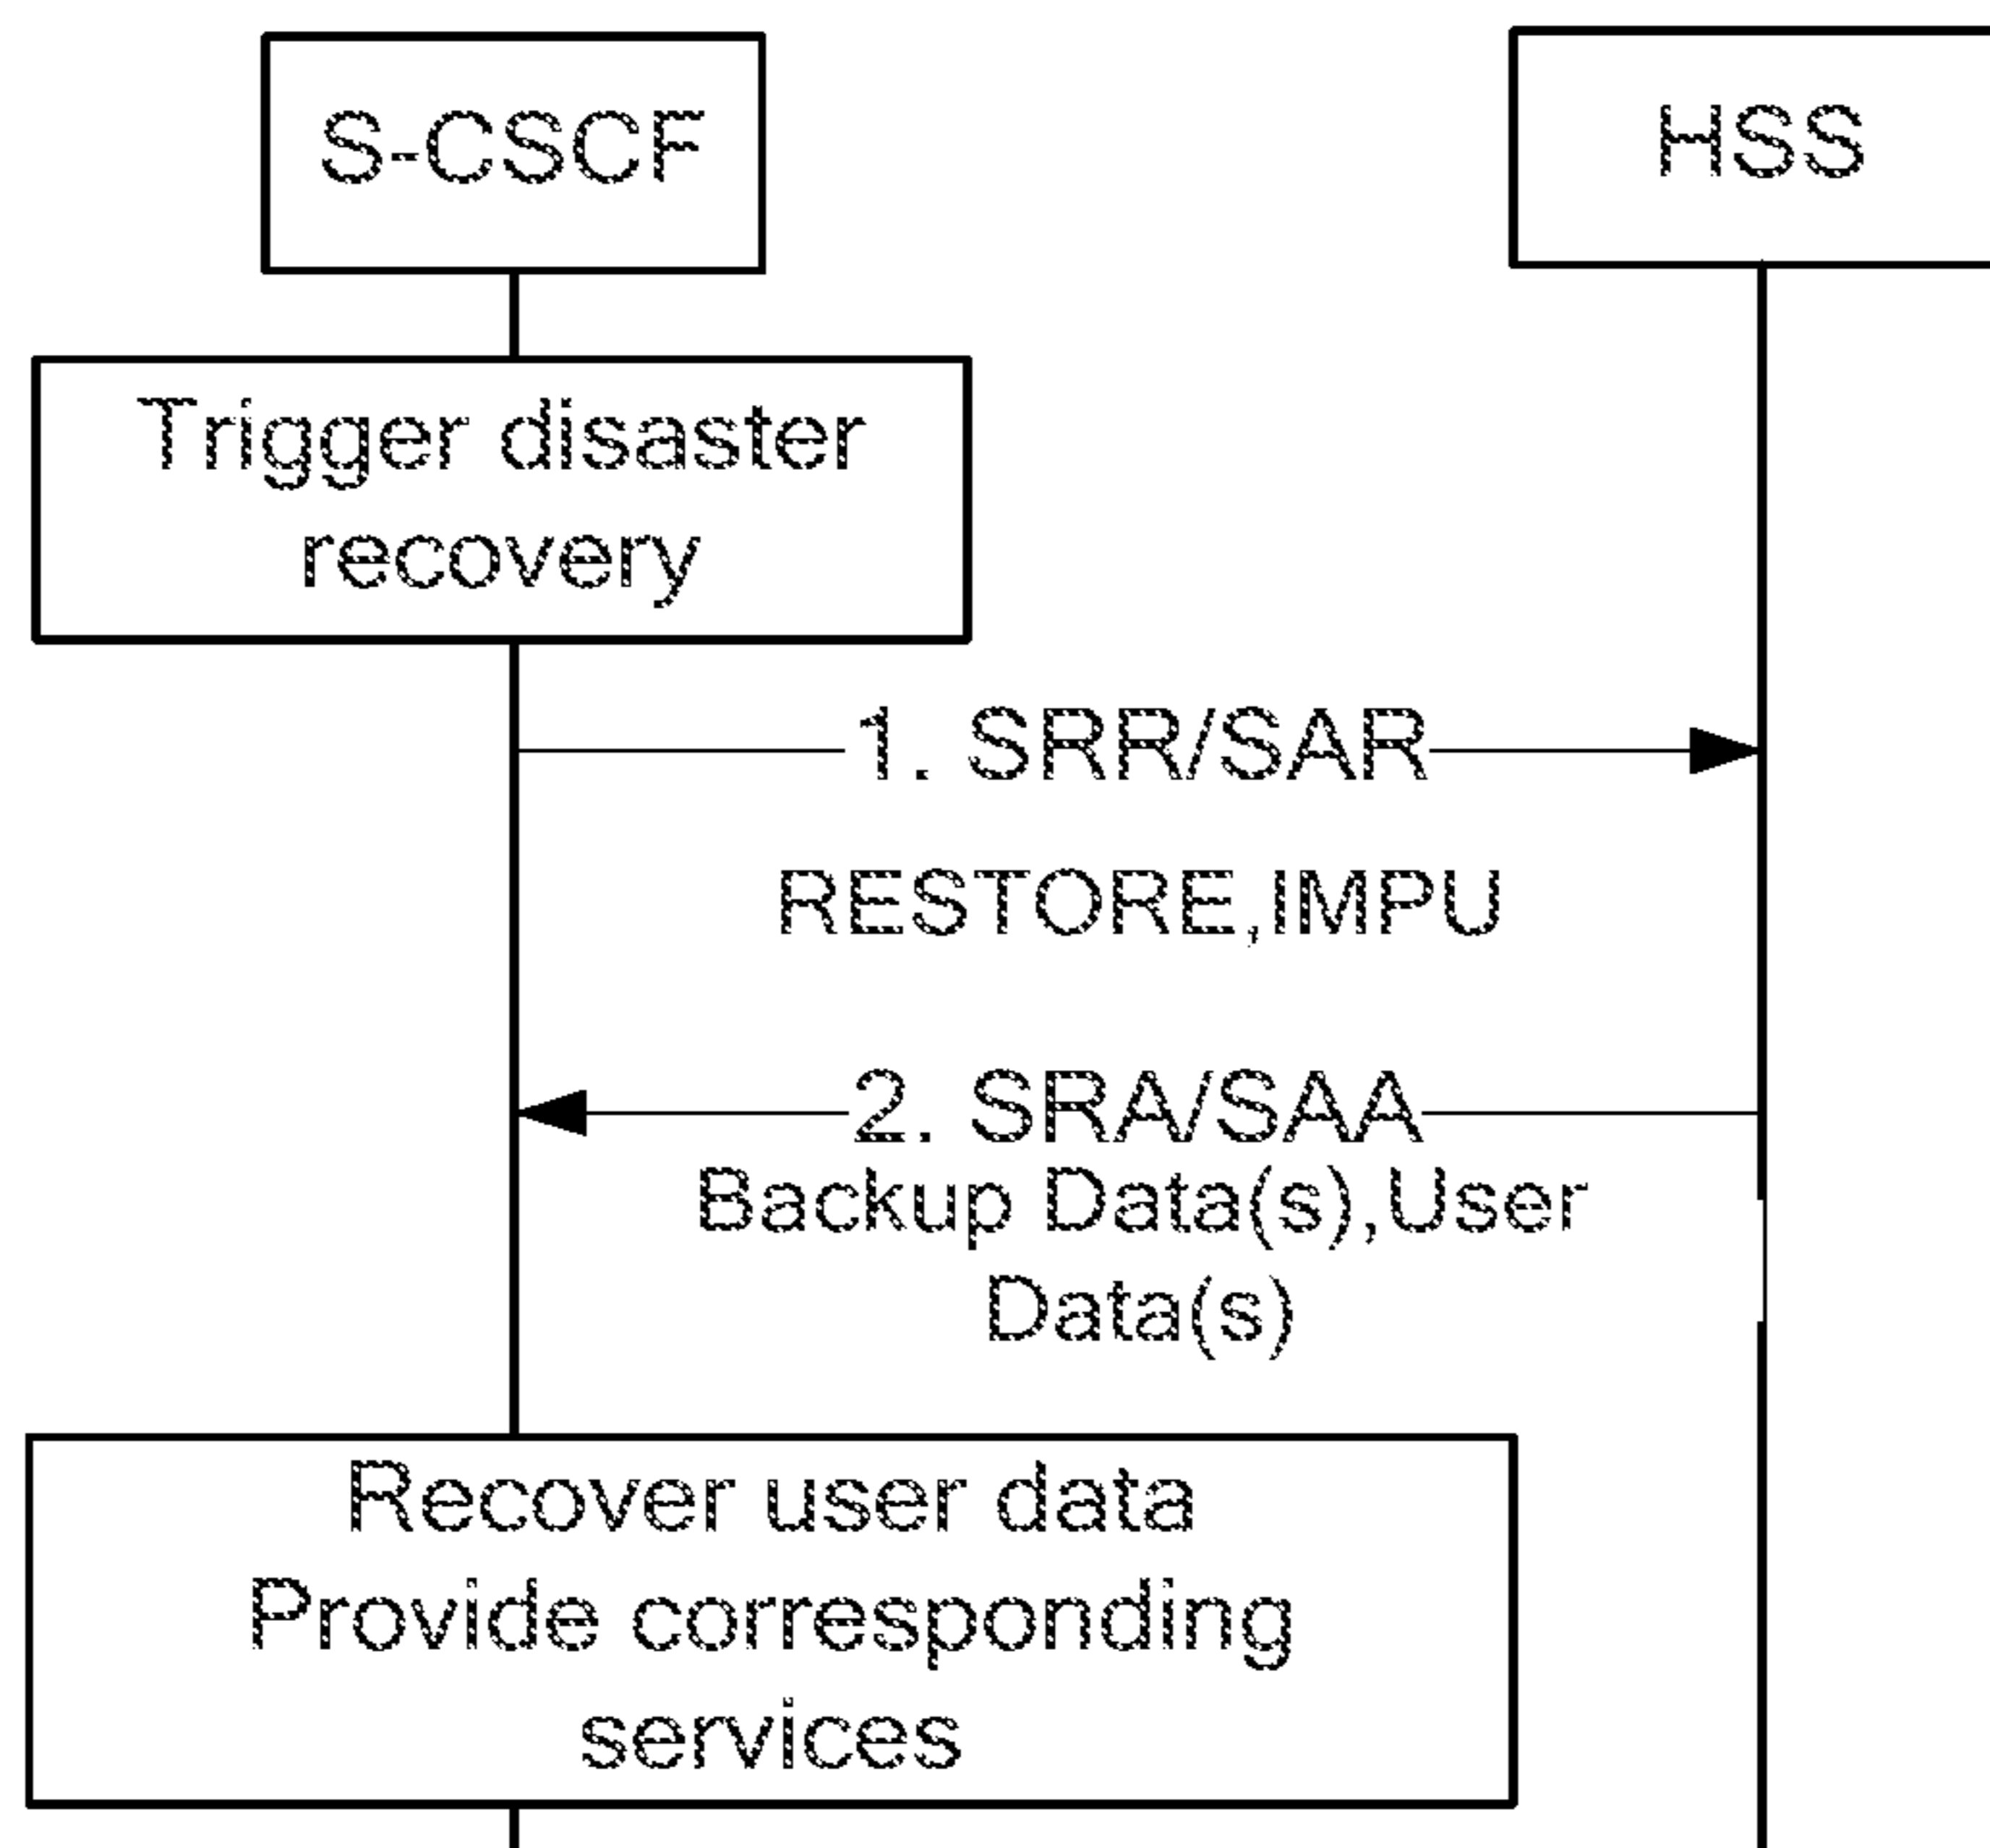 S-CSCF
HSS
Trigger disaster
recovery
1. SRR/SAR
RESTORE,IMPU
2. SRA/SAA
Backup Data(s),User
Data(s)
Recover user data
Provide corresponding
services